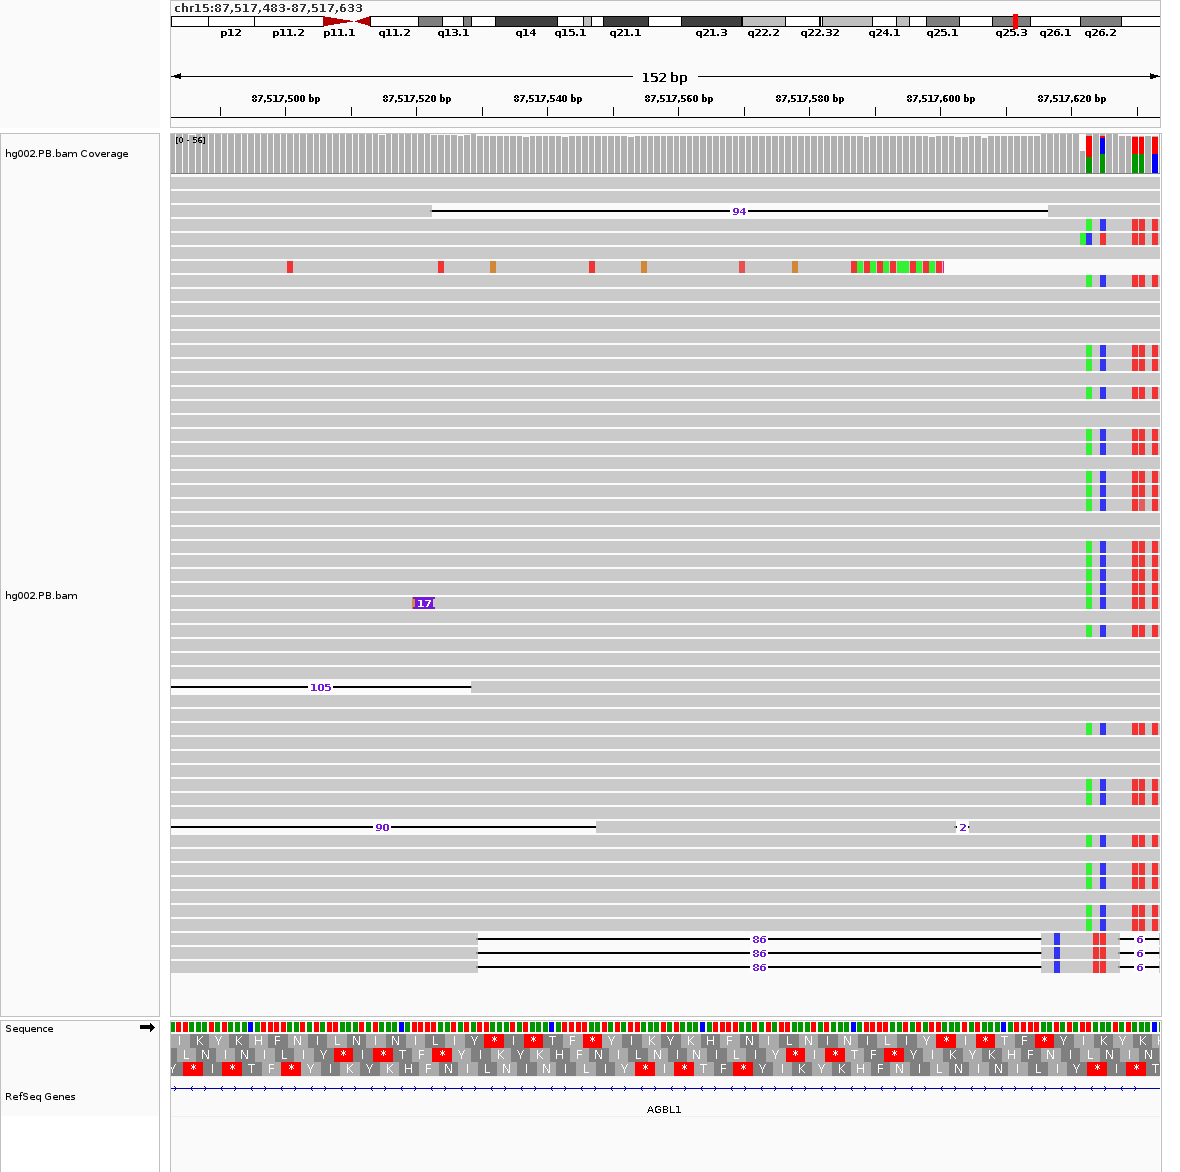 chr15:87,517,483-87,517,633
p12 p11.2 p11.1 q11.2 q13.1 q14 q15.1 q21.1 q21.3 q22.2 q22.32 q24.1 q25.1 q25.3 q26.1 q26.2
152 bp
87,517,500 bp 87,517,520 bp 87,517,540 bp 87,517,560 bp 87,517,580 bp 87,517,600 bp 87,517,620 bp
hg002.PB.bam Coverage
[0 - 56]
94
hg002.PB.bam
17
105
90 2
86 6
86 6
86 6
Sequence
I K Y K H F N I L N I N I L I Y * I * T F * Y I K Y K H F N I L N I N I L I Y * I * T F * Y I K Y K
L N I N I L I Y * I * T F * Y I K Y K H F N I L N I N I L I Y * I * T F * Y I K Y K H F N I L N I N
Y * I * T F * Y I K Y K H F N I L N I N I L I Y * I * T F * Y I K Y K H F N I L N I N I L I Y * I * T
RefSeq Genes
AGBL1